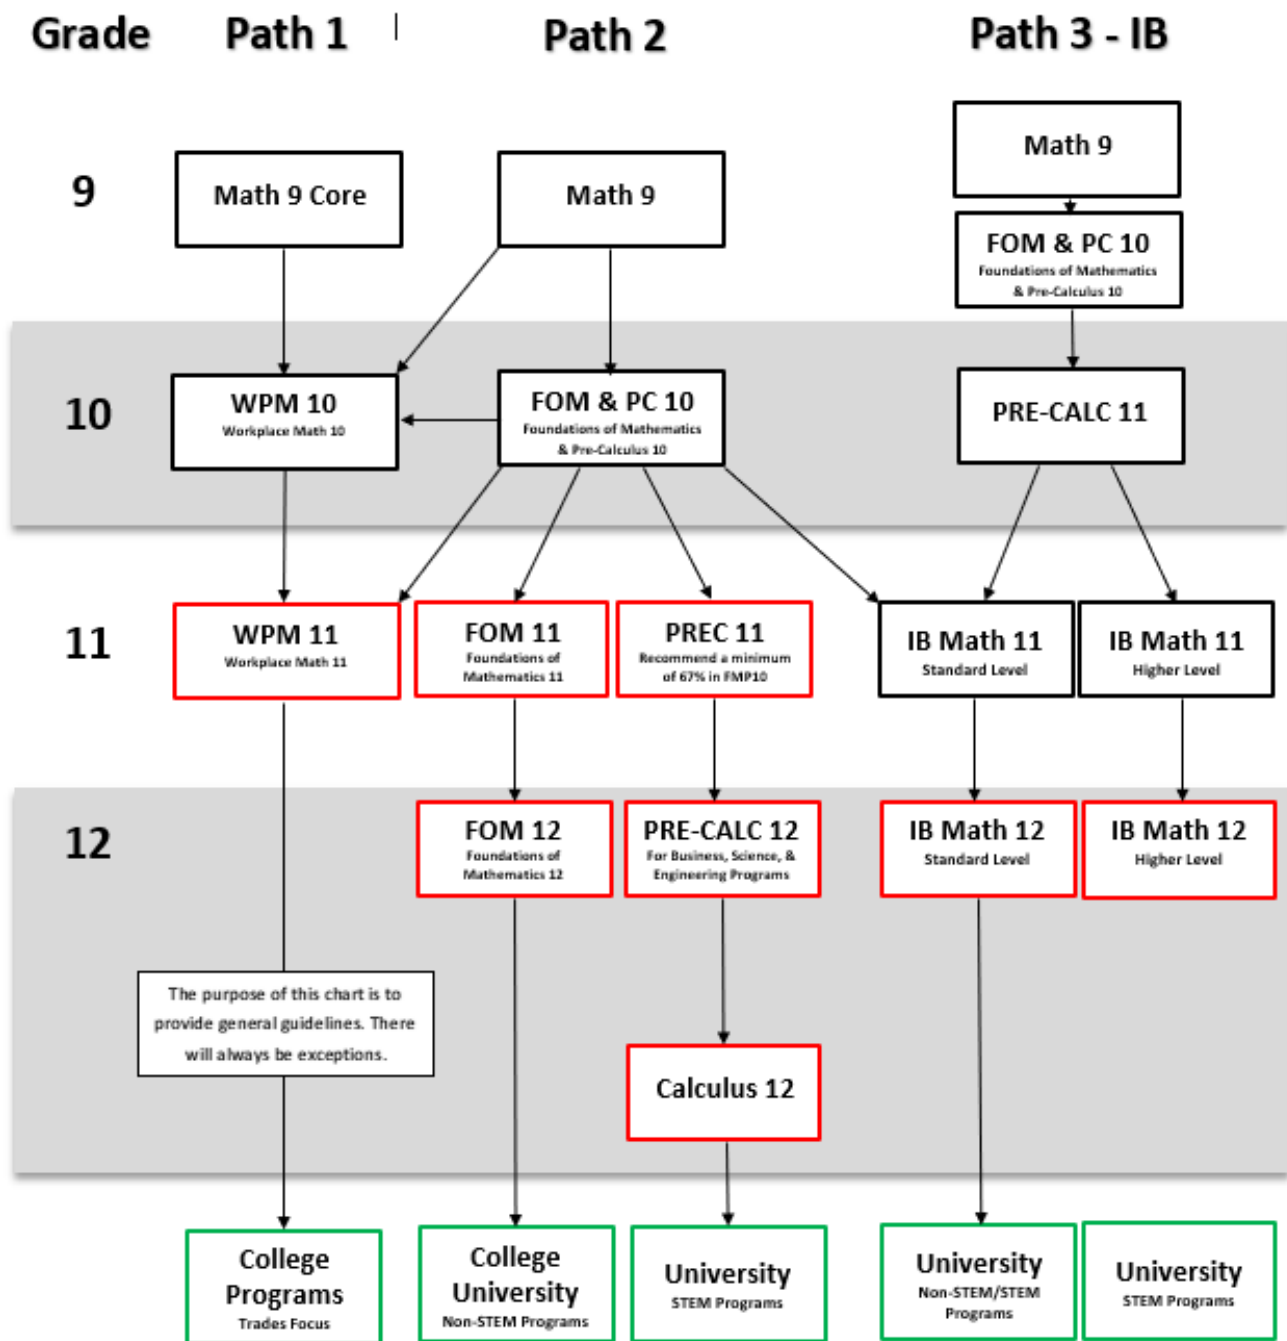 Grade Path 1 | Path 2 Path 3 - IB
9
Math 9 Core
Math 9
Math 9
FOM & PC 10
Foundations of Mathematics
& Pre-Calculus 10
10
WPM 10
Workplace Math 10
FOM & PC 10
Foundations of Mathematics
& Pre-Calculus 10
PRE-CALC 11
11
WPM 11
Workplace Math 11
FOM 11
Foundations of
Mathematics 11
PREC 11
Recommend a minimum
of 67% in FMP10
IB Math 11
Standard Level
IB Math 11
Higher Level
12
FOM 12
Foundations of
Mathematics 12
PRE-CALC 12
For Business, Science, &
Engineering Programs
IB Math 12
Standard Level
IB Math 12
Higher Level
The purpose of this chart is to
provide general guidelines. There
will always be exceptions.
Calculus 12
College
Programs
Trades Focus
College
University
Non-STEM Programs
University
STEM Programs
University
Non-STEM/STEM
Programs
University
STEM Programs